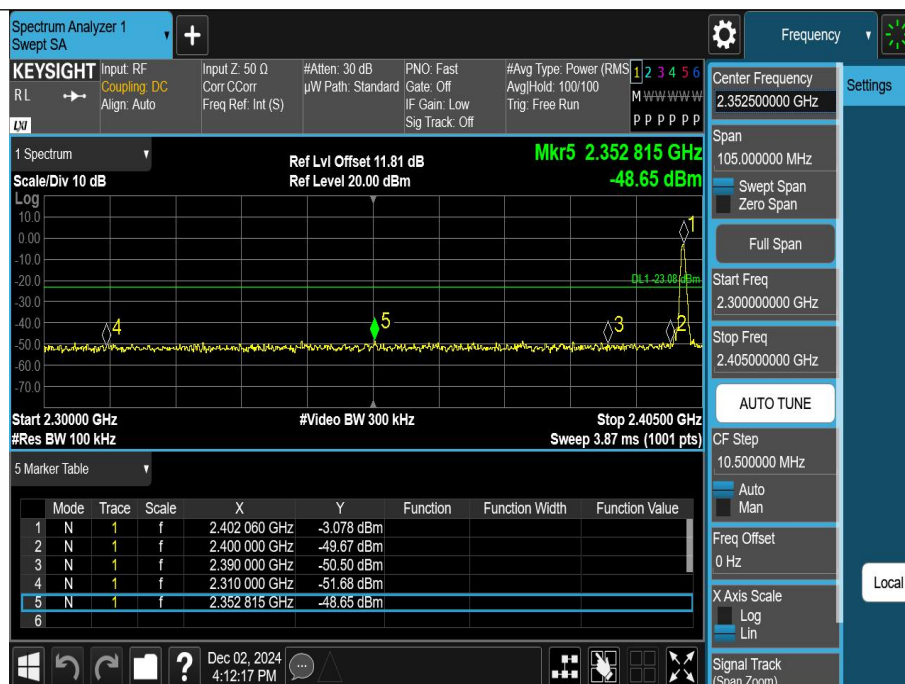 Spectrum Analyzer 1
Swept SA
+
Frequency
KEYSIGHT
RL
LXI
Input: RF
Coupling: DC
Align: Auto
Input Z: 50 Ω
Corr CCorr
Freq Ref: Int (S)
#Atten: 30 dB
µW Path: Standard
PNO: Fast
Gate: Off
IF Gain: Low
Sig Track: Off
#Avg Type: Power (RMS
Avg|Hold: 100/100
Trig: Free Run
1 2 3 4 5 6
M W W W W W
P P P P P P
1 Spectrum
Scale/Div 10 dB
Ref Lvl Offset 11.81 dB
Ref Level 20.00 dBm
Mkr5 2.352 815 GHz
-48.65 dBm
Log
10.0
0.00
-10.0
-20.0
-30.0
-40.0
-50.0
-60.0
-70.0
1
DL1 -23.08 dBm
4
5
3
2
Start 2.30000 GHz
#Video BW 300 kHz
Stop 2.40500 GHz
#Res BW 100 kHz
Sweep 3.87 ms (1001 pts)
5 Marker Table
Mode Trace Scale X Y Function Function Width Function Value
1 N 1 f 2.402 060 GHz -3.078 dBm
2 N 1 f 2.400 000 GHz -49.67 dBm
3 N 1 f 2.390 000 GHz -50.50 dBm
4 N 1 f 2.310 000 GHz -51.68 dBm
5 N 1 f 2.352 815 GHz -48.65 dBm
6
?
Dec 02, 2024
4:12:17 PM
Center Frequency
2.352500000 GHz
Settings
Span
105.000000 MHz
Swept Span
Zero Span
Full Span
Start Freq
2.300000000 GHz
Stop Freq
2.405000000 GHz
AUTO TUNE
CF Step
10.500000 MHz
Auto
Man
Freq Offset
0 Hz
Local
X Axis Scale
Log
Lin
Signal Track
(Span Zoom)